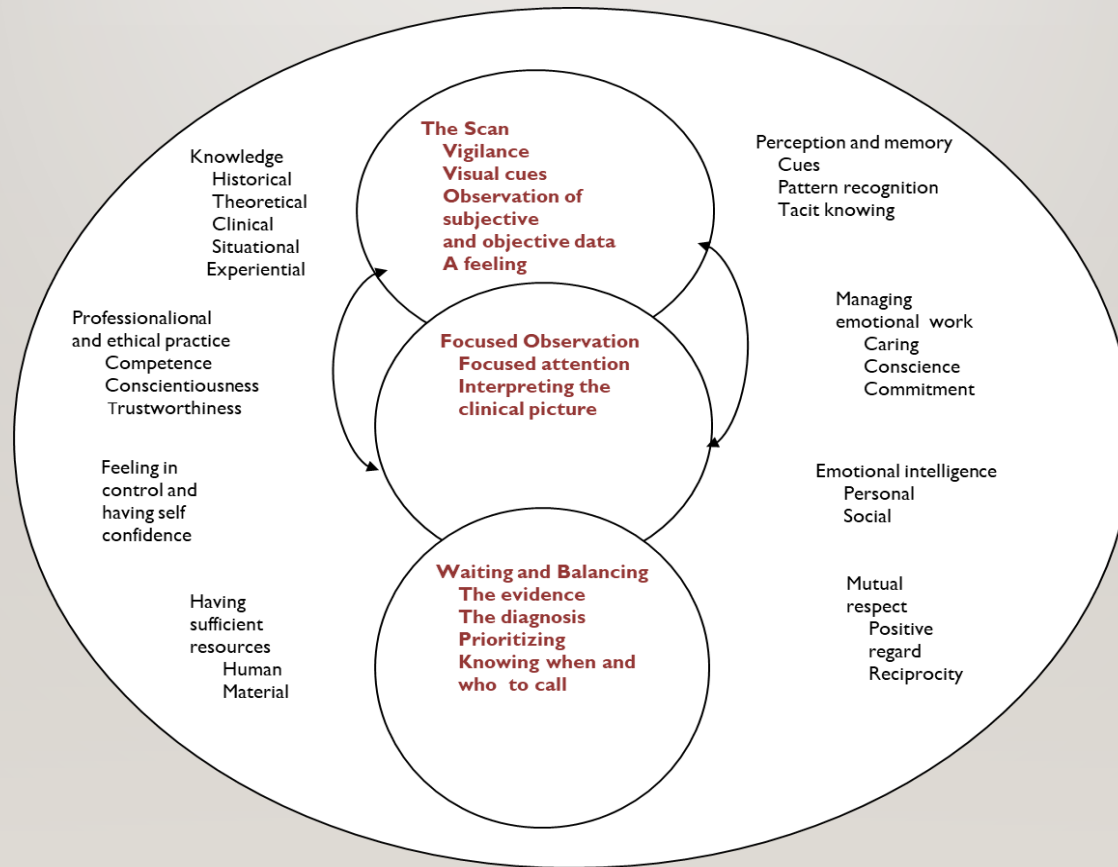 The Scan
Vigilance
Visual cues
Observation of
subjective
and objective data
A feeling
Focused Observation
Focused attention
Interpreting the
clinical picture
Waiting and Balancing
The evidence
The diagnosis
Prioritizing
Knowing when and
who to call
Knowledge
Historical
Theoretical
Clinical
Situational
Experiential
Professionalional
and ethical practice
Competence
Conscientiousness
Trustworthiness
Feeling in
control and
having self
confidence
Having
sufficient
resources
Human
Material
Perception and memory
Cues
Pattern recognition
Tacit knowing
Managing
emotional work
Caring
Conscience
Commitment
Emotional intelligence
Personal
Social
Mutual
respect
Positive
regard
Reciprocity